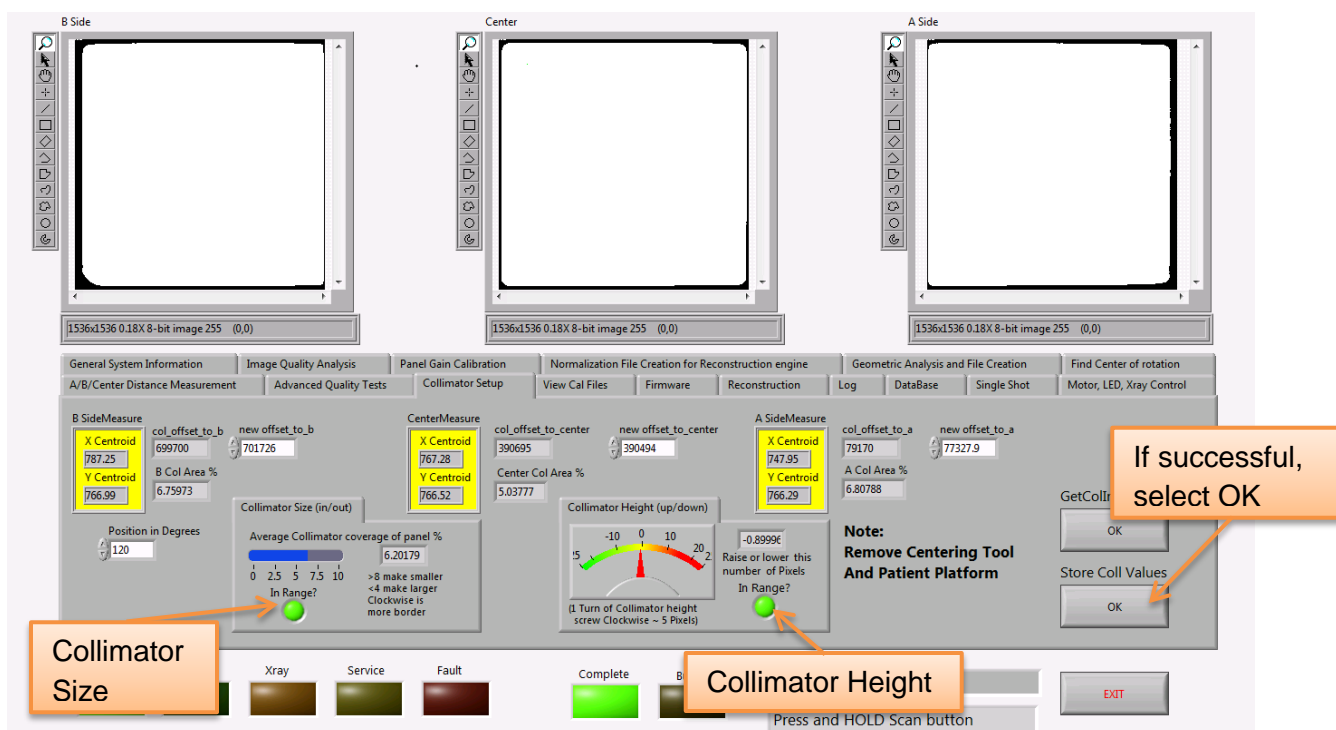 B Side
Center
A Side
1536x1536 0.18X 8-bit image 255 (0,0)
1536x1536 0.18X 8-bit image 255 (0,0)
1536x1536 0.18X 8-bit image 255 (0,0)
General System Information
Image Quality Analysis
Panel Gain Calibration
Normalization File Creation for Reconstruction engine
Geometric Analysis and File Creation
Find Center of rotation
A/B/Center Distance Measurement
Advanced Quality Tests
Collimator Setup
View Cal Files
Firmware
Reconstruction
Log
DataBase
Single Shot
Motor, LED, Xray Control
B SideMeasure
X Centroid
787.25
Y Centroid
766.99
col_offset_to_b
699700
new offset_to_b
701726
B Col Area %
6.75973
Position in Degrees
120
Collimator Size (in/out)
Average Collimator coverage of panel %
6.20179
0 2.5 5 7.5 10
In Range?
>8 make smaller
<4 make larger
Clockwise is
more border
CenterMeasure
X Centroid
767.28
Y Centroid
766.52
col_offset_to_center
390695
new offset_to_center
390494
Center Col Area %
5.03777
Collimator Height (up/down)
-10 0 10 20
-0.8999
Raise or lower this
number of Pixels
In Range?
(1 Turn of Collimator height
screw Clockwise ~ 5 Pixels)
A SideMeasure
X Centroid
747.95
Y Centroid
766.29
col_offset_to_a
79170
new offset_to_a
77327.9
A Col Area %
6.80788
Note:
Remove Centering Tool
And Patient Platform
If successful,
select OK
OK
Store Coll Values
OK
Collimator
Size
Collimator Height
Xray
Service
Fault
Complete
Press and HOLD Scan button
EXIT